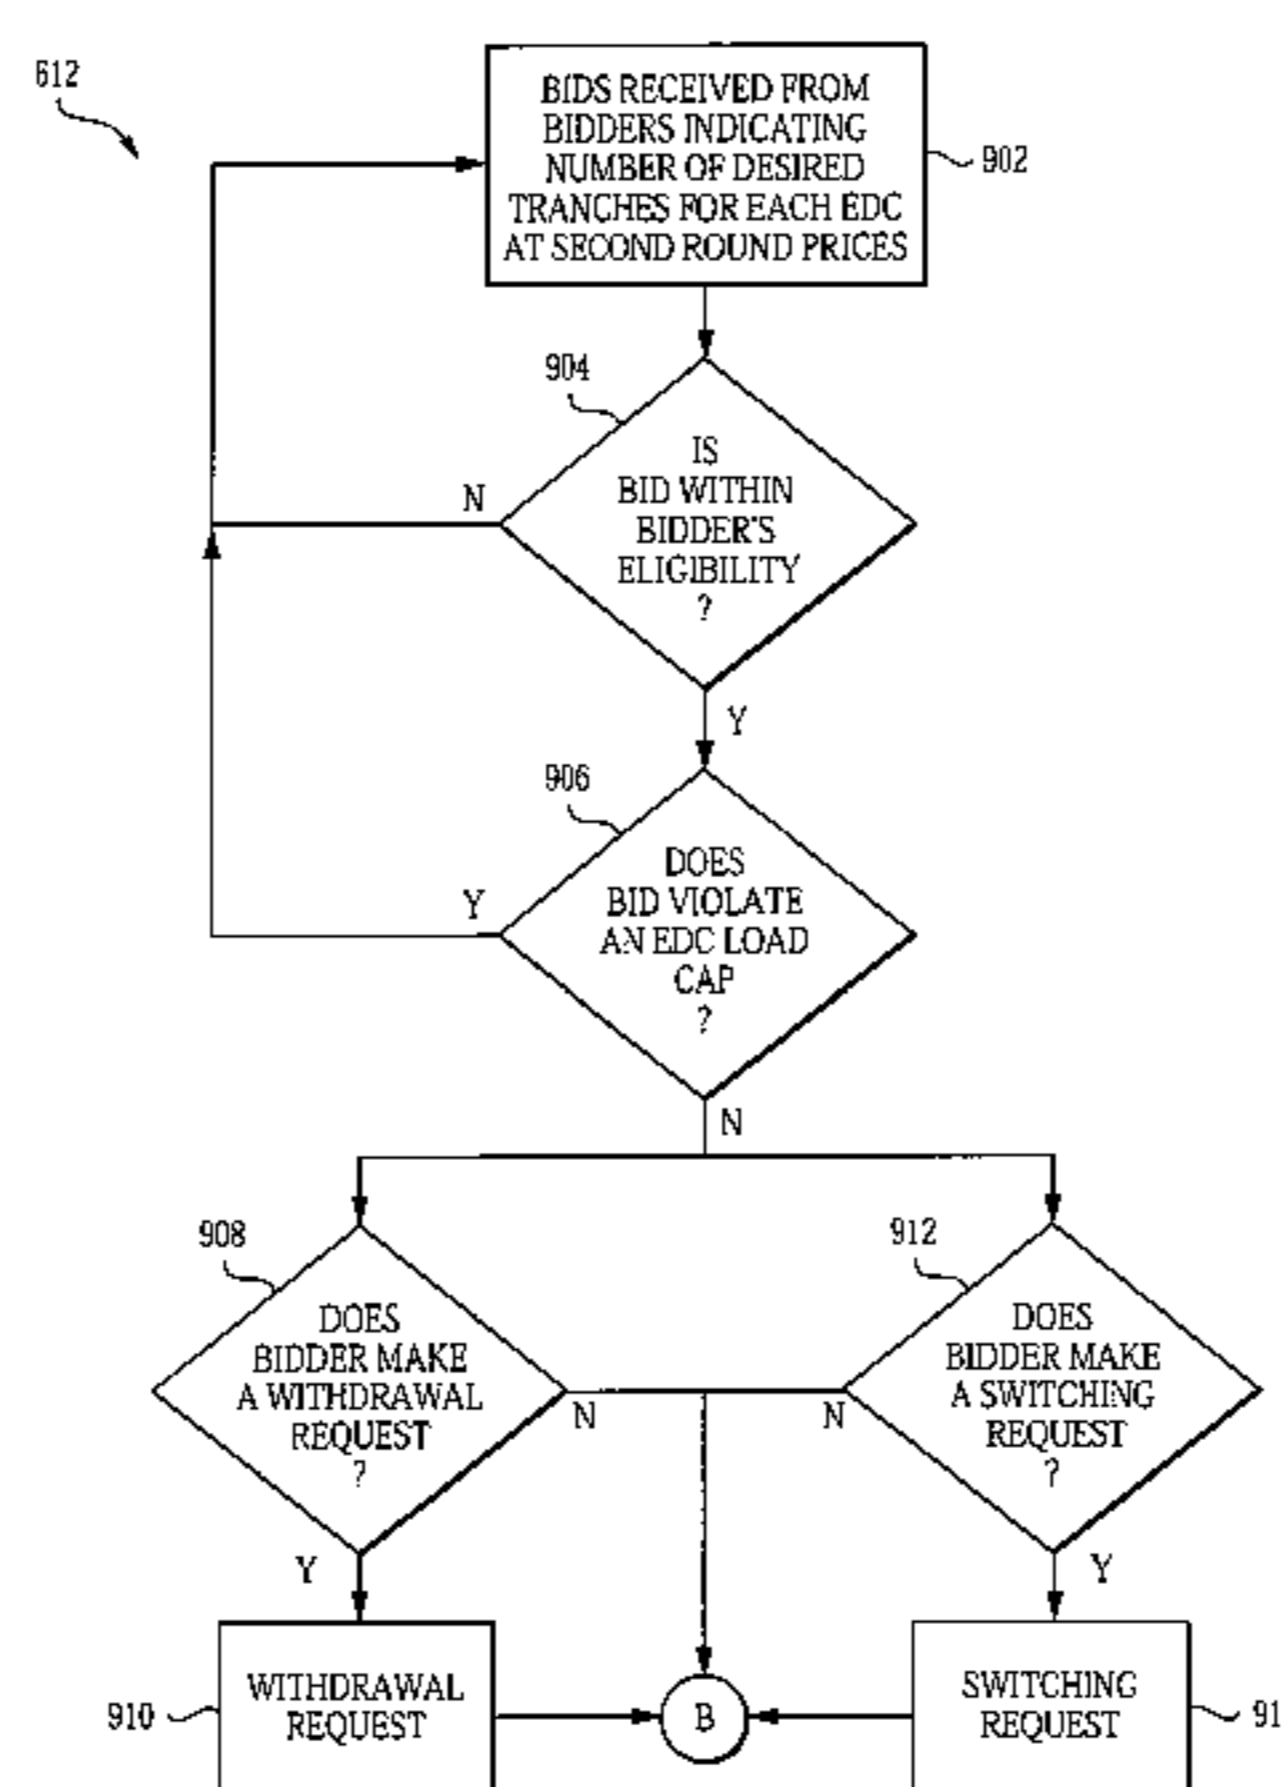 612
BIDS RECEIVED FROM
BIDDERS INDICATING
NUMBER OF DESIRED
TRANCHES FOR EACH EDC
AT SECOND ROUND PRICES
902
904
IS
BID WITHIN
BIDDER'S
ELIGIBILITY
?
N
Y
906
DOES
BID VIOLATE
AN EDC LOAD
CAP
?
Y
N
908
DOES
BIDDER MAKE
A WITHDRAWAL
REQUEST
?
N
Y
912
DOES
BIDDER MAKE
A SWITCHING
REQUEST
?
N
Y
WITHDRAWAL
REQUEST
910
B
SWITCHING
REQUEST
91